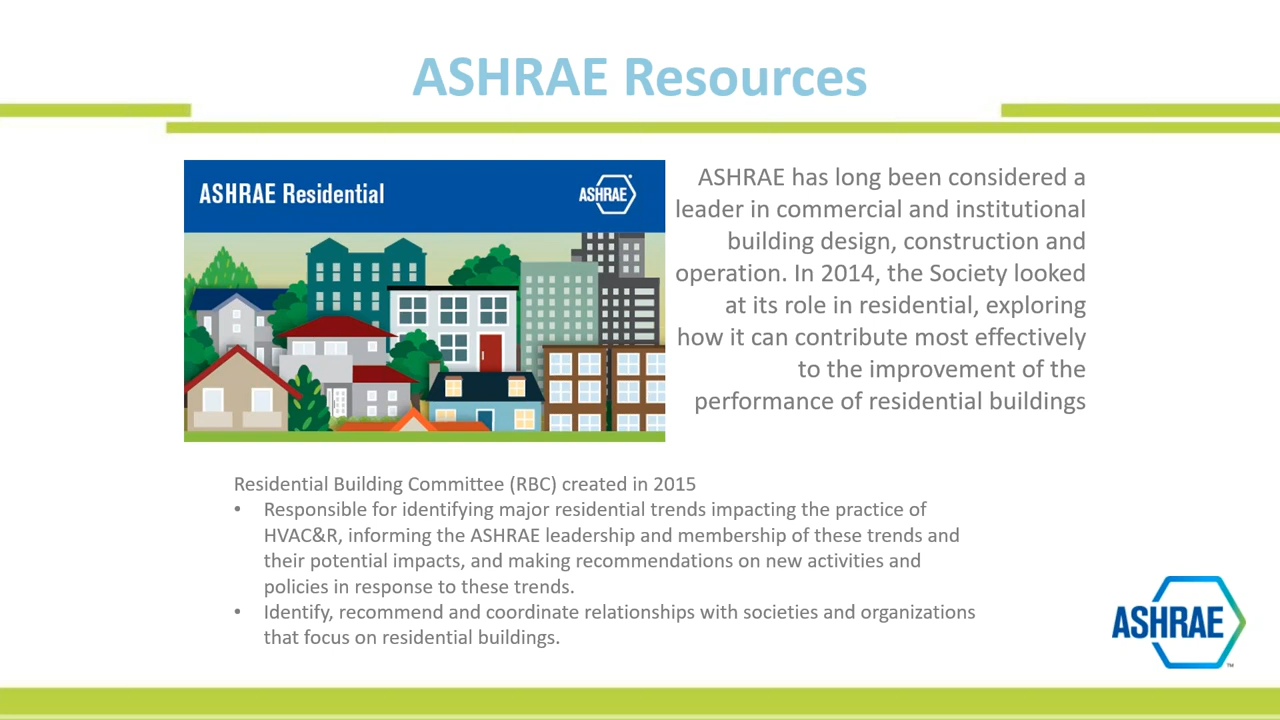 ASHRAE Resources
ASHRAE Residential
ASHRAE
ASHRAE has long been considered a
leader in commercial and institutional
building design, construction and
operation. In 2014, the Society looked
at its role in residential, exploring
how it can contribute most effectively
to the improvement of the
performance of residential buildings
Residential Building Committee (RBC) created in 2015
• Responsible for identifying major residential trends impacting the practice of
HVAC&R, informing the ASHRAE leadership and membership of these trends and
their potential impacts, and making recommendations on new activities and
policies in response to these trends.
• Identify, recommend and coordinate relationships with societies and organizations
that focus on residential buildings.
ASHRAE
TM